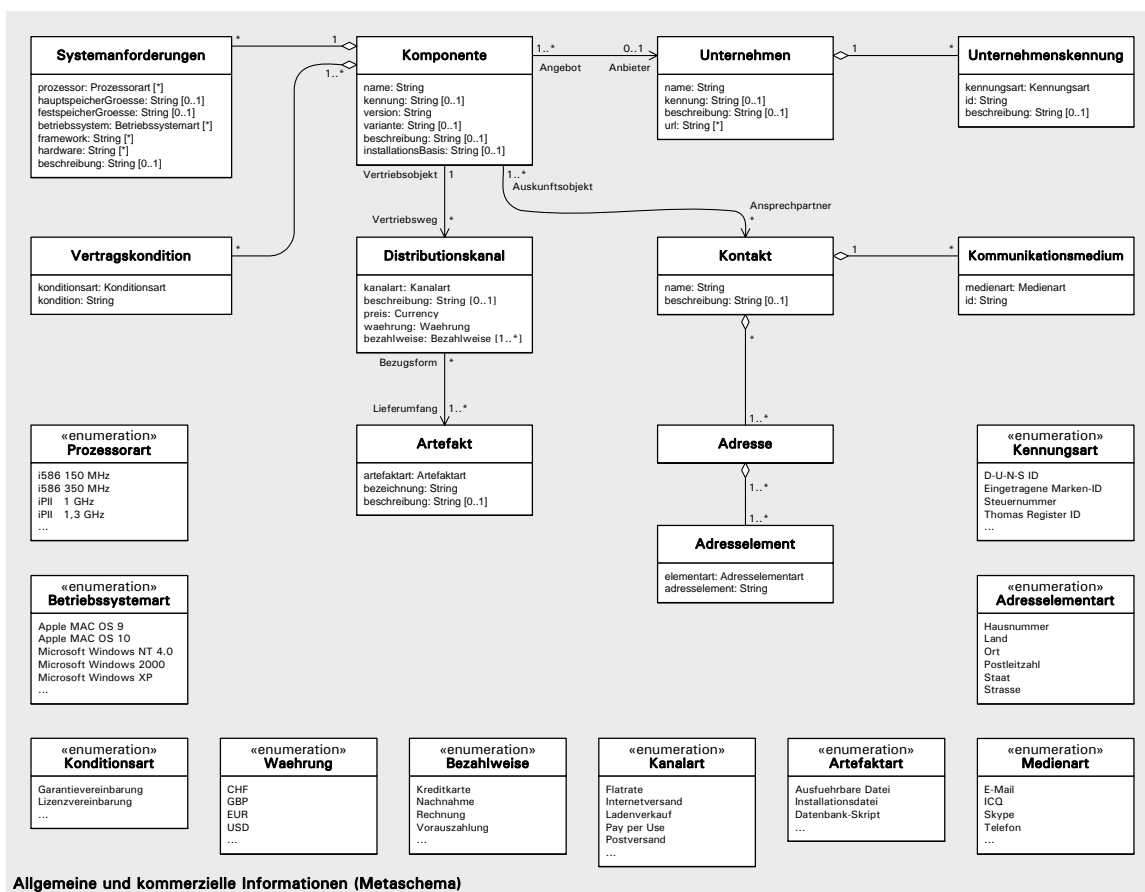 Systemanforderungen
prozessor: Prozessorart [*]
hauptspeicherGroesse: String [0..1]
festspeicherGroesse: String [0..1]
betriebssystem: Betriebssystemart [*]
framework: String [*]
hardware: String [*]
beschreibung: String [0..1]
*
1
1..*
Komponente
name: String
kennung: String [0..1]
version: String
variante: String [0..1]
beschreibung: String [0..1]
installationsBasis: String [0..1]
1..*
0..1
Angebot
Anbieter
Unternehmen
name: String
kennung: String [0..1]
beschreibung: String [0..1]
url: String [*]
1
*
Unternehmenskennung
kennungsart: Kennungsart
id: String
beschreibung: String [0..1]
Vertriebsobjekt
1
1..*
Auskunftsobjekt
Vertriebsweg
*
Ansprechpartner
*
Vertragskondition
konditionsart: Konditionsart
kondition: String
*
Distributionskanal
kanalart: Kanalart
beschreibung: String [0..1]
preis: Currency
waehrung: Waehrung
bezahlweise: Bezahlweise [1..*]
Kontakt
name: String
beschreibung: String [0..1]
1
*
Kommunikationsmedium
medienart: Medienart
id: String
Bezugsform
*
Lieferumfang
1..*
*
1..*
Artefakt
artefaktart: Artefaktart
bezeichnung: String
beschreibung: String [0..1]
Adresse
1..*
1..*
Adresselement
elementart: Adresselementart
adresselement: String
«enumeration»
Prozessorart
i586 150 MHz
i586 350 MHz
iPII 1 GHz
iPII 1,3 GHz
...
«enumeration»
Kennungsart
D-U-N-S ID
Eingetragene Marken-ID
Steuernummer
Thomas Register ID
...
«enumeration»
Betriebssystemart
Apple MAC OS 9
Apple MAC OS 10
Microsoft Windows NT 4.0
Microsoft Windows 2000
Microsoft Windows XP
...
«enumeration»
Adresselementart
Hausnummer
Land
Ort
Postleitzahl
Staat
Strasse
«enumeration»
Konditionsart
Garantievereinbarung
Lizenzvereinbarung
...
«enumeration»
Waehrung
CHF
GBP
EUR
USD
...
«enumeration»
Bezahlweise
Kreditkarte
Nachnahme
Rechnung
Vorauszahlung
...
«enumeration»
Kanalart
Flatrate
Internetversand
Ladenverkauf
Pay per Use
Postversand
...
«enumeration»
Artefaktart
Ausfuehrbare Datei
Installationsdatei
Datenbank-Skript
...
«enumeration»
Medienart
E-Mail
ICQ
Skype
Telefon
...
Allgemeine und kommerzielle Informationen (Metaschema)